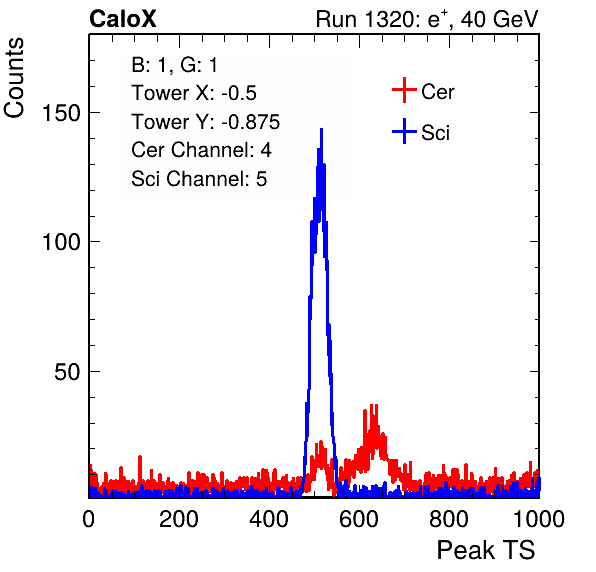 CaloX Run 1320: e⁺, 40 GeV
Counts
B: 1, G: 1
Tower X: -0.5
Tower Y: -0.875
Cer Channel: 4
Sci Channel: 5
Cer
Sci
150
100
50
0 200 400 600 800 1000
Peak TS